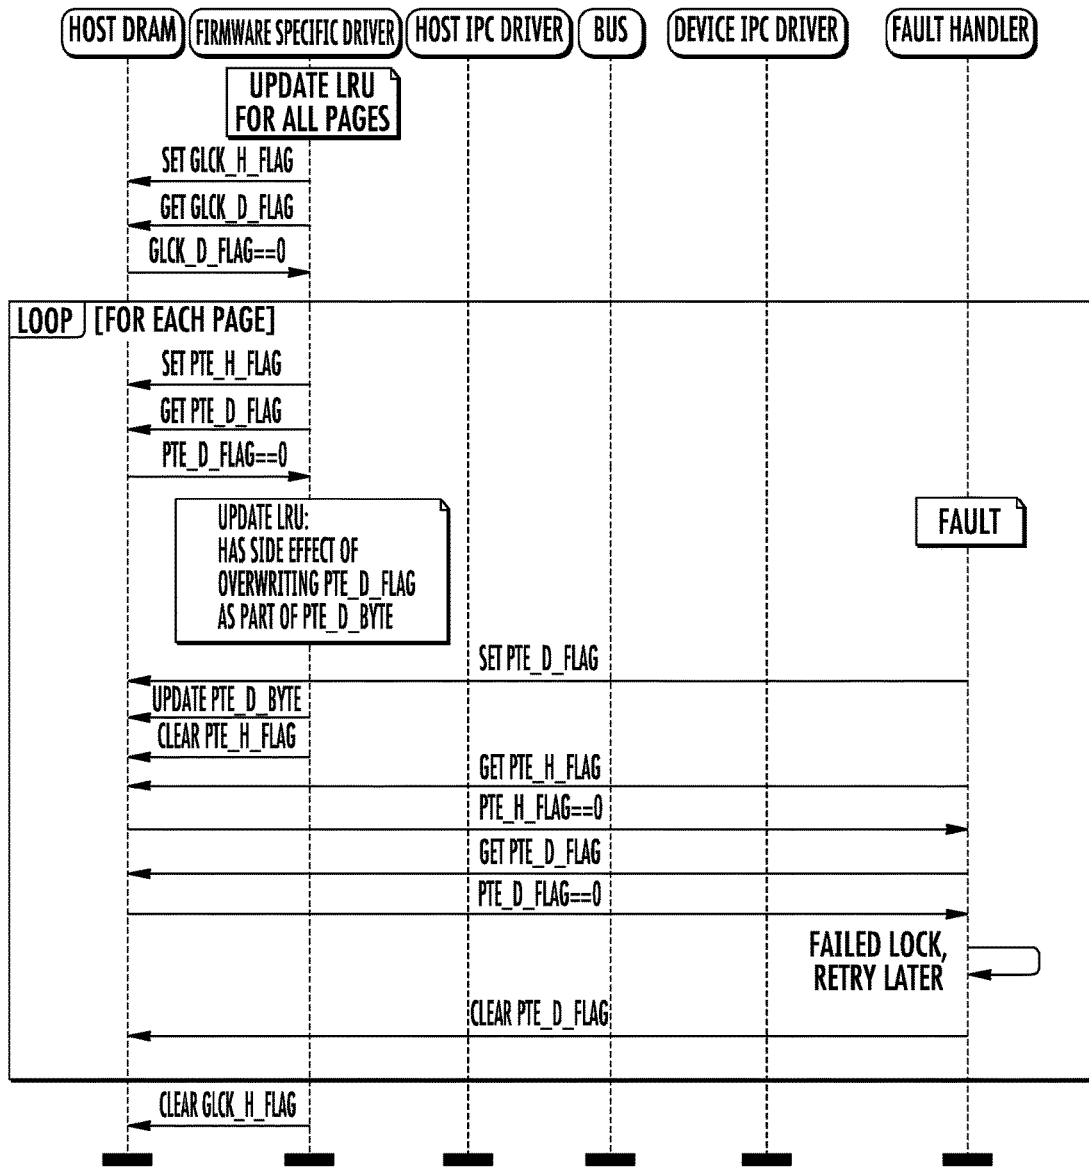 HOST DRAM
FIRMWARE SPECIFIC DRIVER
HOST IPC DRIVER
BUS
DEVICE IPC DRIVER
FAULT HANDLER
UPDATE LRU
FOR ALL PAGES
SET GLCK_H_FLAG
GET GLCK_D_FLAG
GLCK_D_FLAG==0
LOOP
[FOR EACH PAGE]
SET PTE_H_FLAG
GET PTE_D_FLAG
PTE_D_FLAG==0
UPDATE LRU:
HAS SIDE EFFECT OF
OVERWRITING PTE_D_FLAG
AS PART OF PTE_D_BYTE
FAULT
SET PTE_D_FLAG
UPDATE PTE_D_BYTE
CLEAR PTE_H_FLAG
GET PTE_H_FLAG
PTE_H_FLAG==0
GET PTE_D_FLAG
PTE_D_FLAG==0
FAILED LOCK,
RETRY LATER
CLEAR PTE_D_FLAG
CLEAR GLCK_H_FLAG